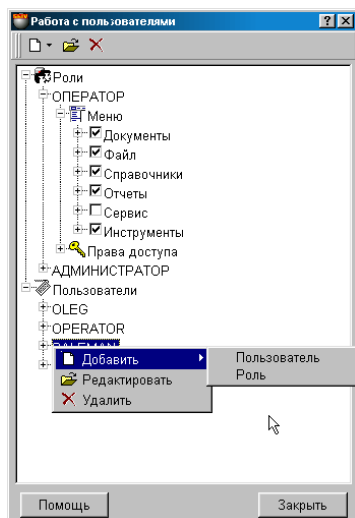 Работа с пользователями
Роли
ОПЕРАТОР
Меню
Документы
Файл
Справочники
Отчеты
Сервис
Инструменты
Права доступа
АДМИНИСТРАТОР
Пользователи
OLEG
OPERATOR
Добавить
Пользователь
Роль
Редактировать
Удалить
Помощь
Закрыть